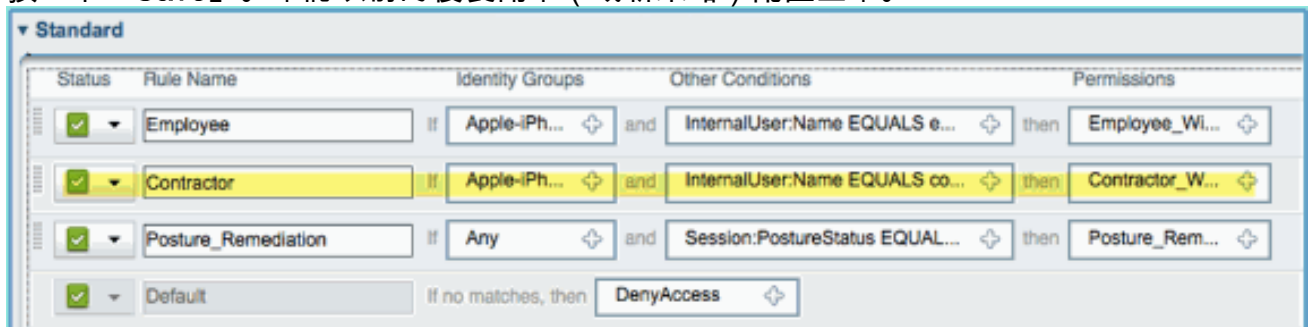 Standard
Status Rule Name Identity Groups Other Conditions Permissions
Employee If Apple-iPh... and InternalUser:Name EQUALS e... then Employee_Wi...
Contractor If Apple-iPh... and InternalUser:Name EQUALS co... then Contractor_W...
Posture_Remediation If Any and Session:PostureStatus EQUAL... then Posture_Rem...
Default If no matches, then DenyAccess